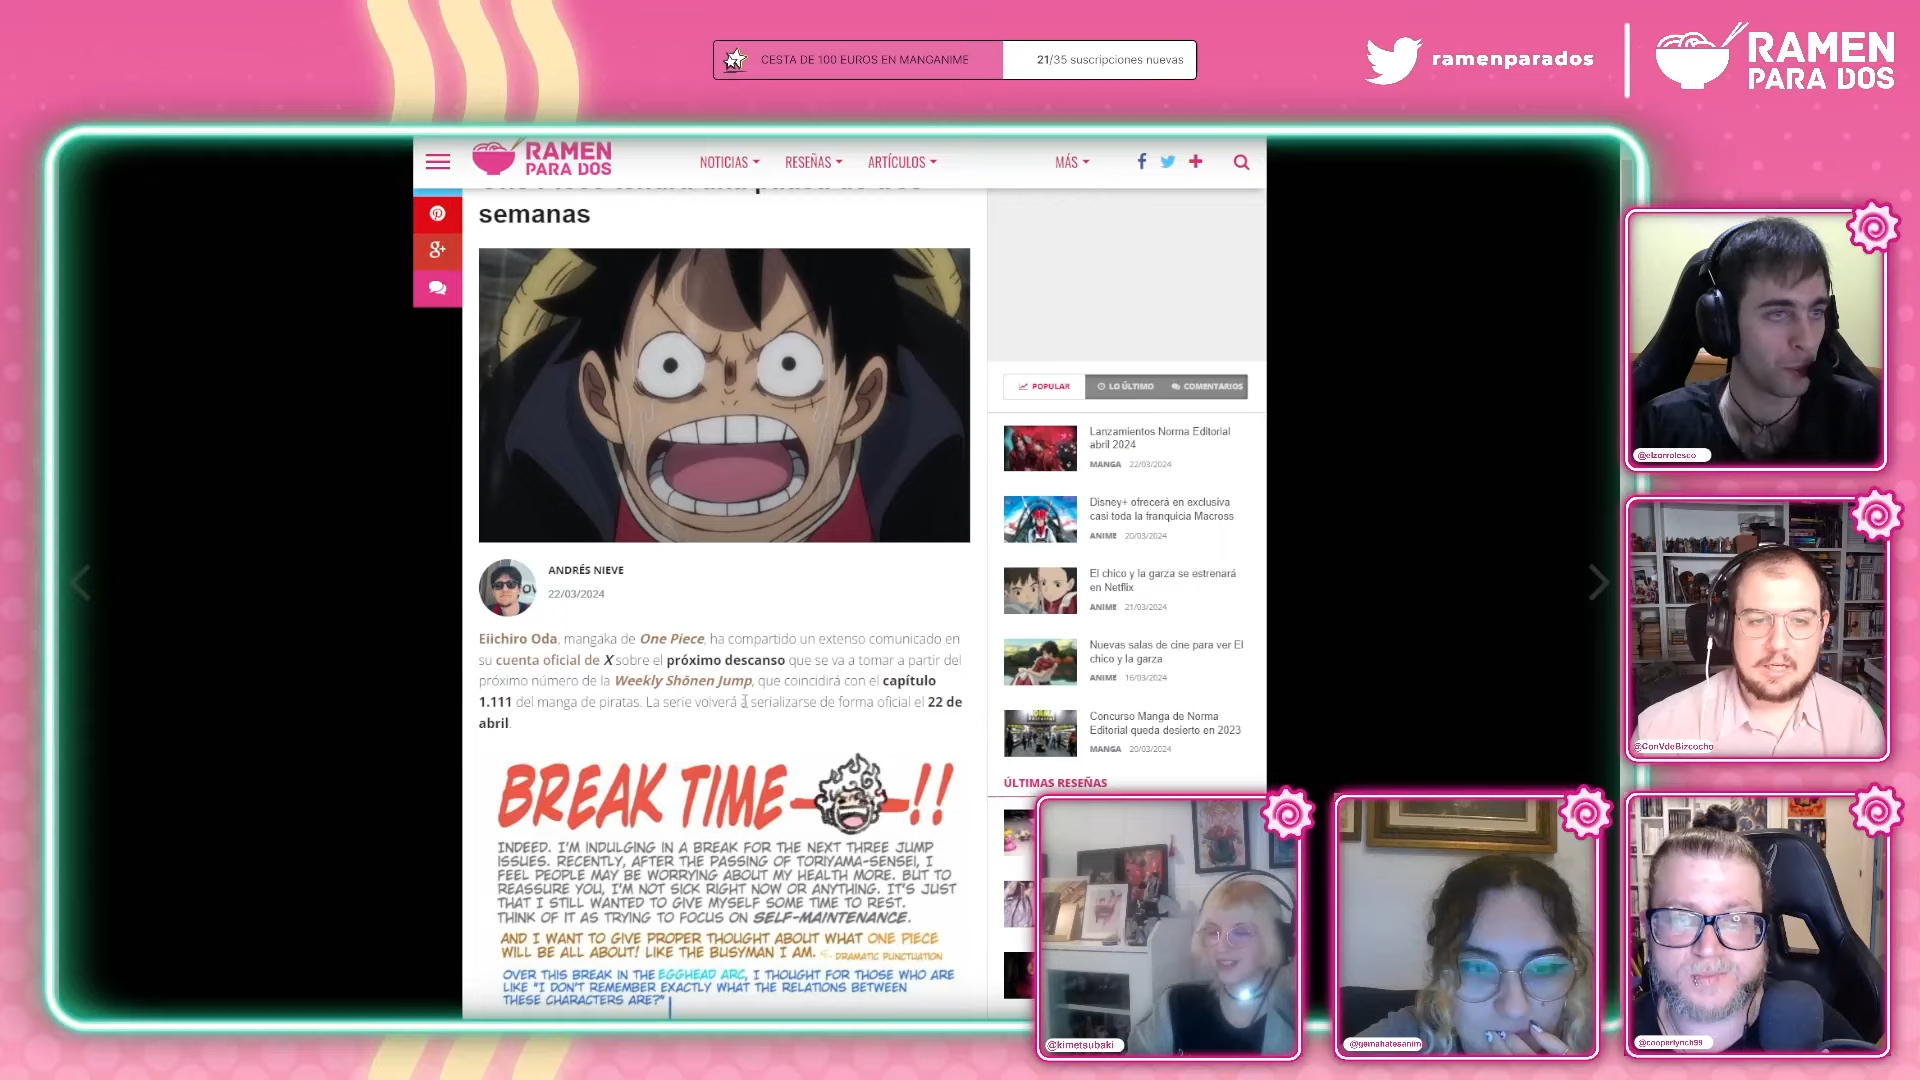 CESTA DE 100 EUROS EN MANGANIME
21/35 suscripciones nuevas
ramenparados
RAMEN
PARA DOS
RAMEN
PARA DOS
NOTICIAS
RESEÑAS
ARTÍCULOS
MÁS
semanas
ANDRÉS NIEVE
22/03/2024
Eiichiro Oda, mangaka de One Piece, ha compartido un extenso comunicado en
su cuenta oficial de X sobre el próximo descanso que se va a tomar a partir del
próximo número de la Weekly Shōnen Jump, que coincidirá con el capítulo
1.111 del manga de piratas. La serie volverá a serializarse de forma oficial el 22 de
abril.
BREAK TIME !!
INDEED. I'M INDULGING IN A BREAK FOR THE NEXT THREE JUMP
ISSUES. RECENTLY, AFTER THE PASSING OF TORIYAMA-SENSEI, I
FEEL PEOPLE MAY BE WORRYING ABOUT MY HEALTH MORE. BUT TO
REASSURE YOU, I'M NOT SICK RIGHT NOW OR ANYTHING. IT'S JUST
THAT I STILL WANTED TO GIVE MYSELF SOME TIME TO REST.
THINK OF IT AS TRYING TO FOCUS ON SELF-MAINTENANCE.
AND I WANT TO GIVE PROPER THOUGHT ABOUT WHAT ONE PIECE
WILL BE ALL ABOUT! LIKE THE BUSYMAN I AM. DRAMATIC PUNCTUATION
OVER THIS BREAK IN THE EGGHEAD ARC, I THOUGHT FOR THOSE WHO ARE
LIKE "I DON'T REMEMBER EXACTLY WHAT THE RELATIONS BETWEEN
THESE CHARACTERS ARE?"
POPULAR
LO ÚLTIMO
COMENTARIOS
Lanzamientos Norma Editorial
abril 2024
MANGA 22/03/2024
Disney+ ofrecerá en exclusiva
casi toda la franquicia Macross
ANIME 20/03/2024
El chico y la garza se estrenará
en Netflix
ANIME 21/03/2024
Nuevas salas de cine para ver El
chico y la garza
ANIME 16/03/2024
Concurso Manga de Norma
Editorial queda desierto en 2023
MANGA 20/03/2024
ÚLTIMAS RESEÑAS
@elzorrolesco
@ConVdeBizcocho
@kimetsubaki
@gemahatesanim
@cooperlynch99